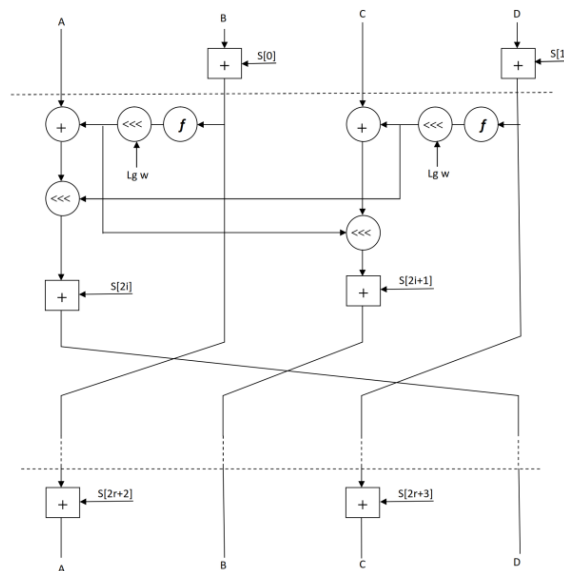 A B C D
+ S[0] + S[1
+ <<< f + <<< f
Lg w Lg w
<<<
<<<
+ S[2i] + S[2i+1]
+ S[2r+2] + S[2r+3]
A B C D